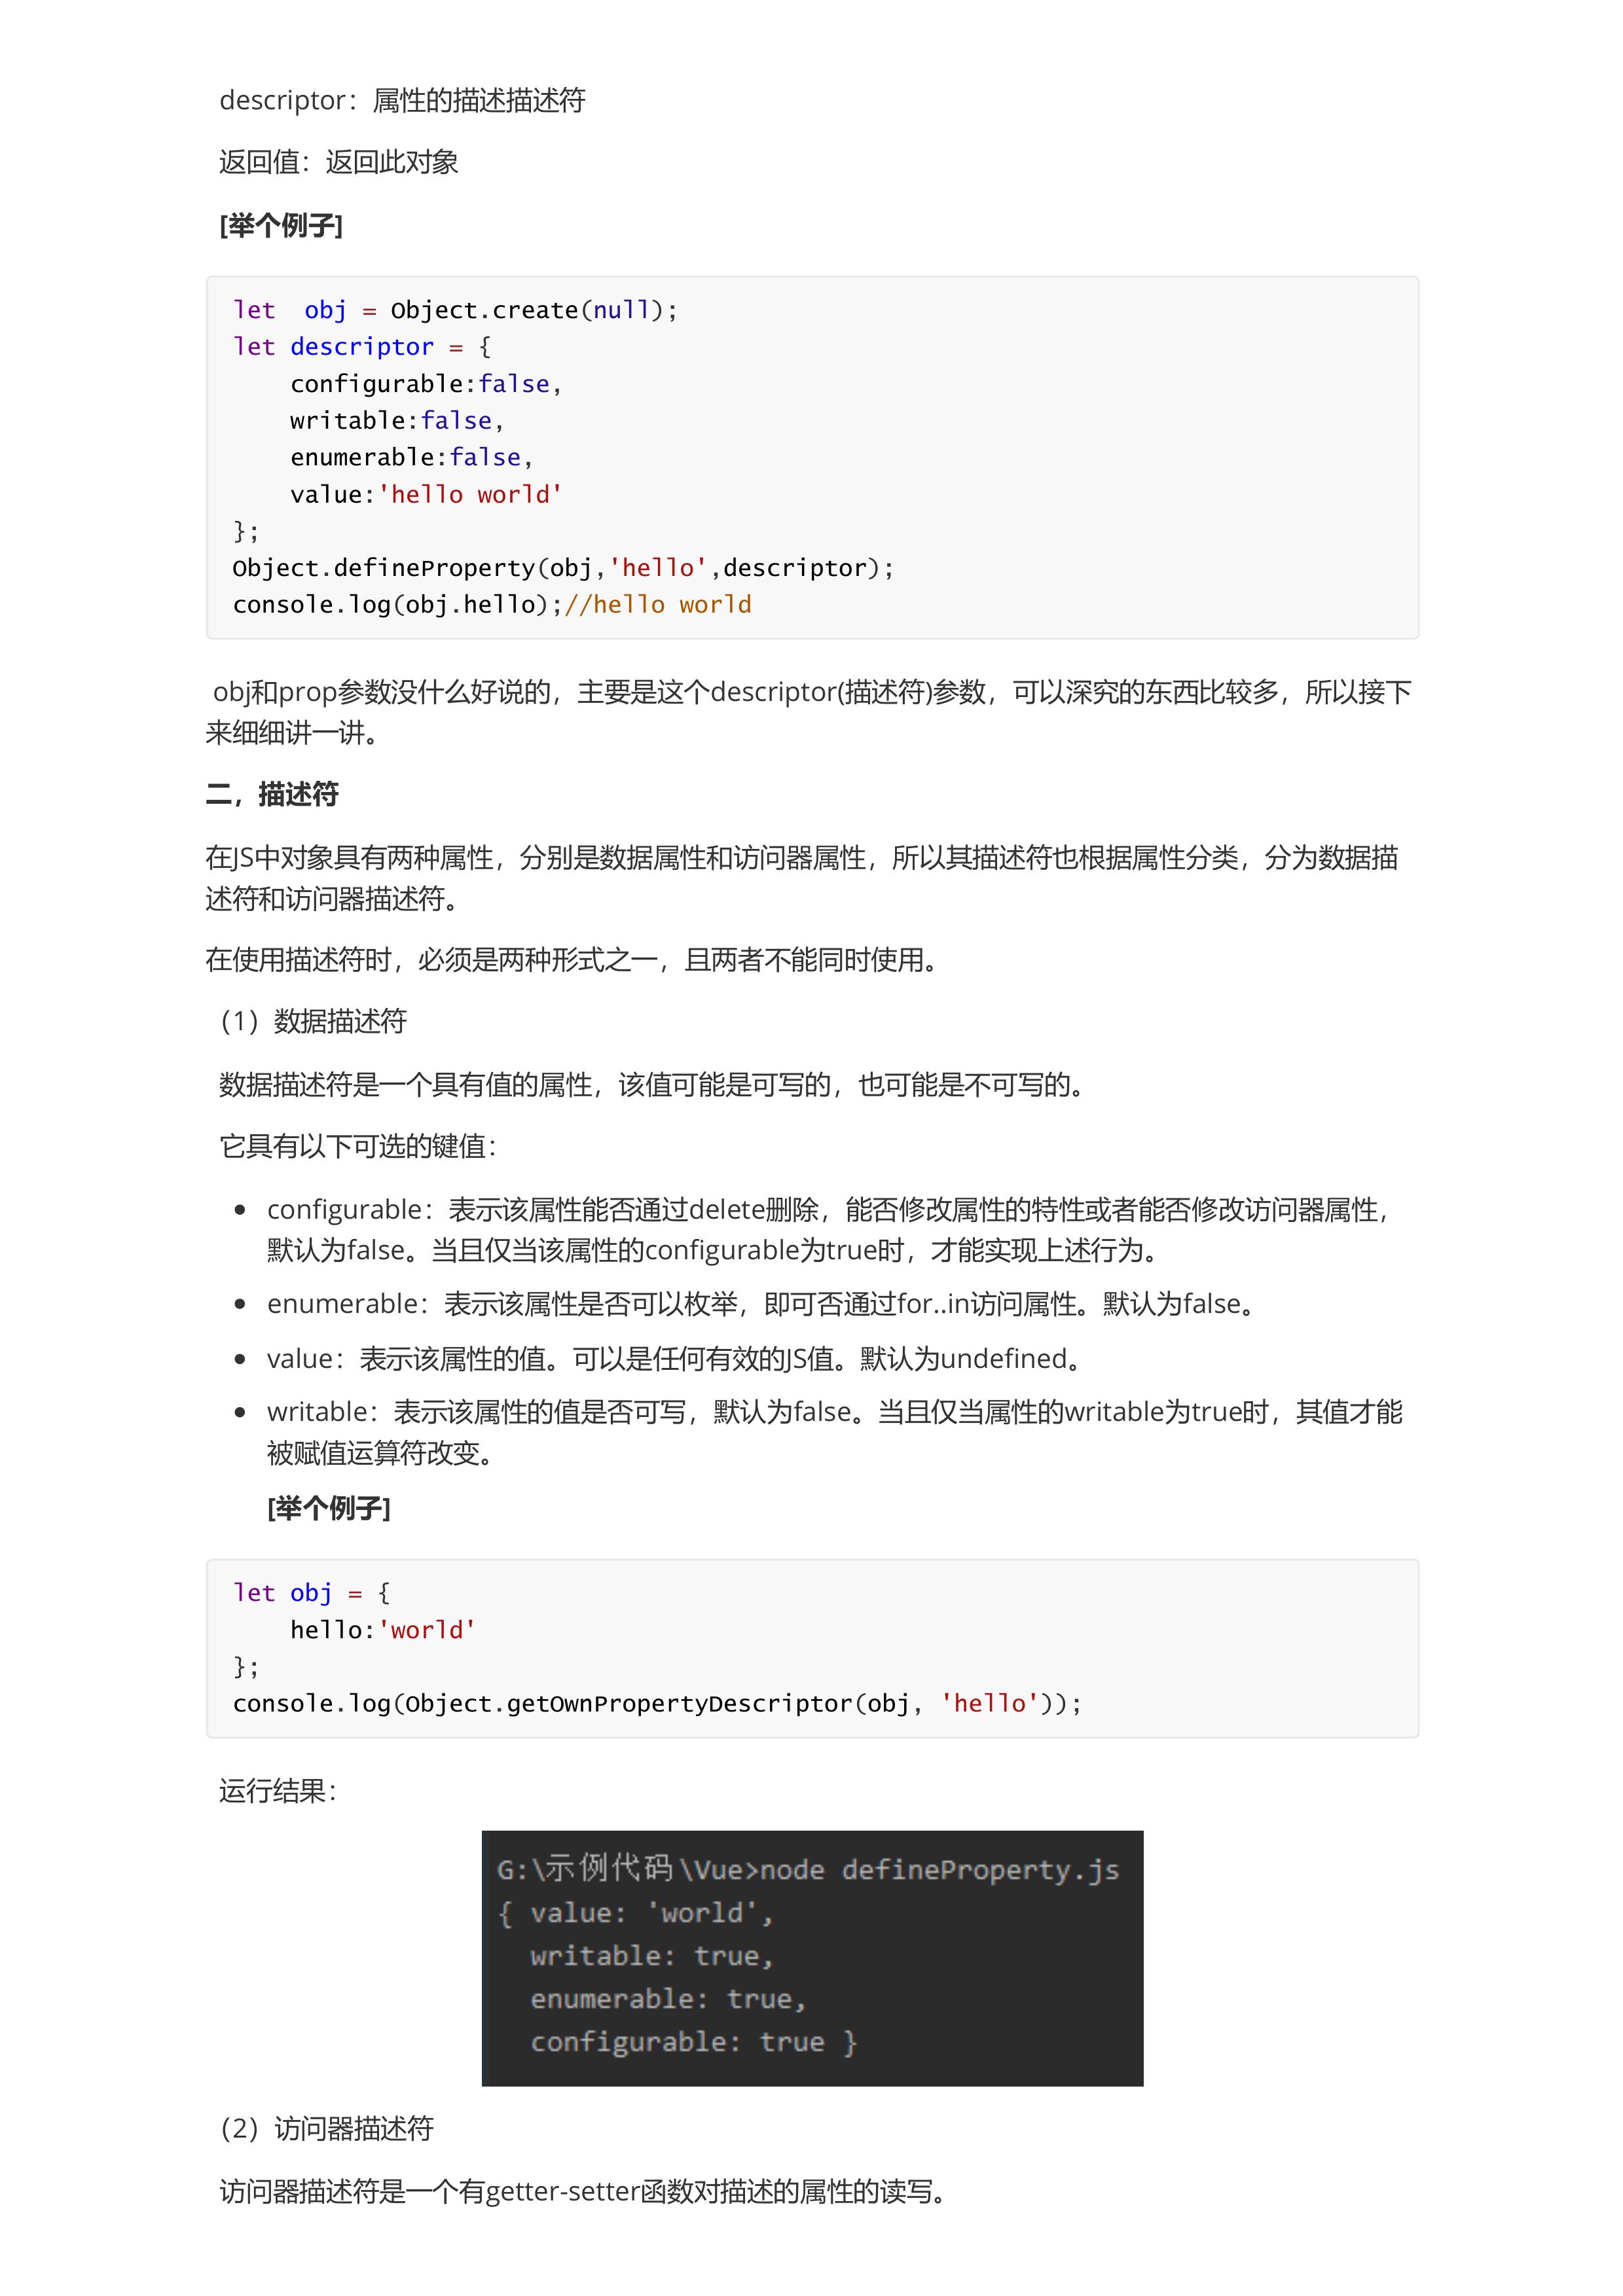 descriptor：属性的描述描述符
返回值：返回此对象
[举个例子]
let  obj = Object.create(null);
let descriptor = {
    configurable:false,
    writable:false,
    enumerable:false,
    value:'hello world'
};
Object.defineProperty(obj,'hello',descriptor);
console.log(obj.hello);//hello world
obj和prop参数没什么好说的，主要是这个descriptor(描述符)参数，可以深究的东西比较多，所以接下
来细细讲一讲。
二，描述符
在JS中对象具有两种属性，分别是数据属性和访问器属性，所以其描述符也根据属性分类，分为数据描
述符和访问器描述符。
在使用描述符时，必须是两种形式之一，且两者不能同时使用。
（1）数据描述符
数据描述符是一个具有值的属性，该值可能是可写的，也可能是不可写的。
它具有以下可选的键值：
• configurable：表示该属性能否通过delete删除，能否修改属性的特性或者能否修改访问器属性，
默认为false。当且仅当该属性的configurable为true时，才能实现上述行为。
• enumerable：表示该属性是否可以枚举，即可否通过for..in访问属性。默认为false。
• value：表示该属性的值。可以是任何有效的JS值。默认为undefined。
• writable：表示该属性的值是否可写，默认为false。当且仅当属性的writable为true时，其值才能
被赋值运算符改变。
[举个例子]
let obj = {
    hello:'world'
};
console.log(Object.getOwnPropertyDescriptor(obj, 'hello'));
运行结果：
G:\示例代码\Vue>node defineProperty.js
{ value: 'world',
  writable: true,
  enumerable: true,
  configurable: true }
（2）访问器描述符
访问器描述符是一个有getter-setter函数对描述的属性的读写。